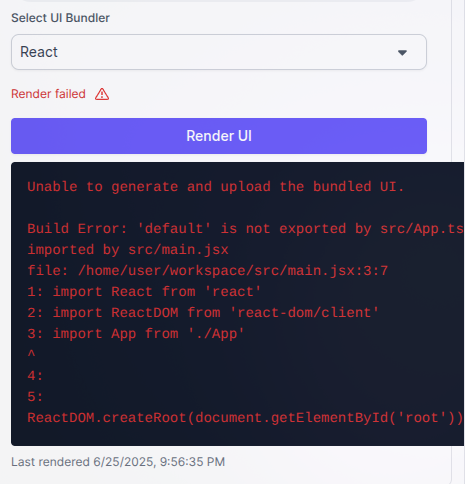 Select UI Bundler
React
Render failed
Render UI
Unable to generate and upload the bundled UI.
Build Error: 'default' is not exported by src/App.ts
imported by src/main.jsx
file: /home/user/workspace/src/main.jsx:3:7
1: import React from 'react'
2: import ReactDOM from 'react-dom/client'
3: import App from './App'
^
4:
5:
ReactDOM.createRoot(document.getElementById('root'))
Last rendered 6/25/2025, 9:56:35 PM